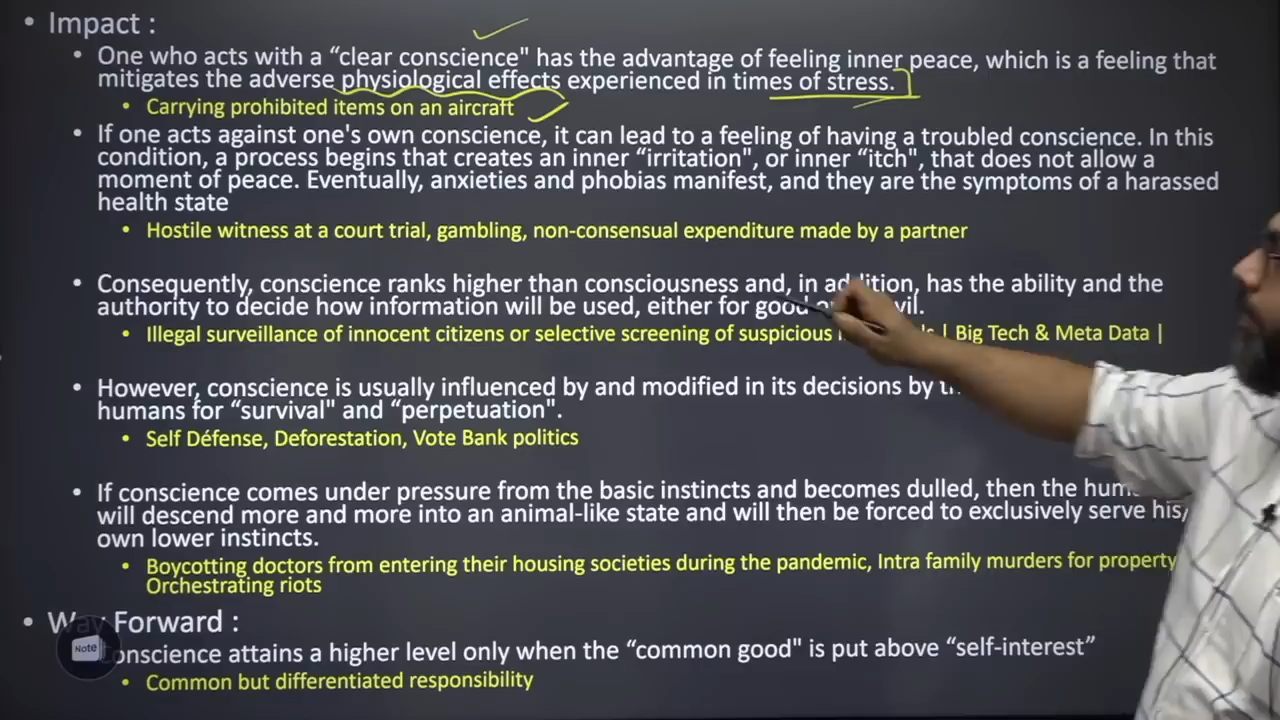 • Impact :
• One who acts with a “clear conscience" has the advantage of feeling inner peace, which is a feeling that
mitigates the adverse physiological effects experienced in times of stress.
• Carrying prohibited items on an aircraft
• If one acts against one's own conscience, it can lead to a feeling of having a troubled conscience. In this
condition, a process begins that creates an inner “irritation", or inner “itch", that does not allow a
moment of peace. Eventually, anxieties and phobias manifest, and they are the symptoms of a harassed
health state
• Hostile witness at a court trial, gambling, non-consensual expenditure made by a partner
• Consequently, conscience ranks higher than consciousness and, in addition, has the ability and the
authority to decide how information will be used, either for good
• Illegal surveillance of innocent citizens or selective screening of suspicious | Big Tech & Meta Data |
• However, conscience is usually influenced by and modified in its decisions by
humans for “survival" and “perpetuation".
• Self Défense, Deforestation, Vote Bank politics
• If conscience comes under pressure from the basic instincts and becomes dulled, then the
will descend more and more into an animal-like state and will then be forced to exclusively serve his/
own lower instincts.
• Boycotting doctors from entering their housing societies during the pandemic, Intra family murders for property
Orchestrating riots
• Way Forward :
Note
Conscience attains a higher level only when the “common good" is put above “self-interest”
• Common but differentiated responsibility